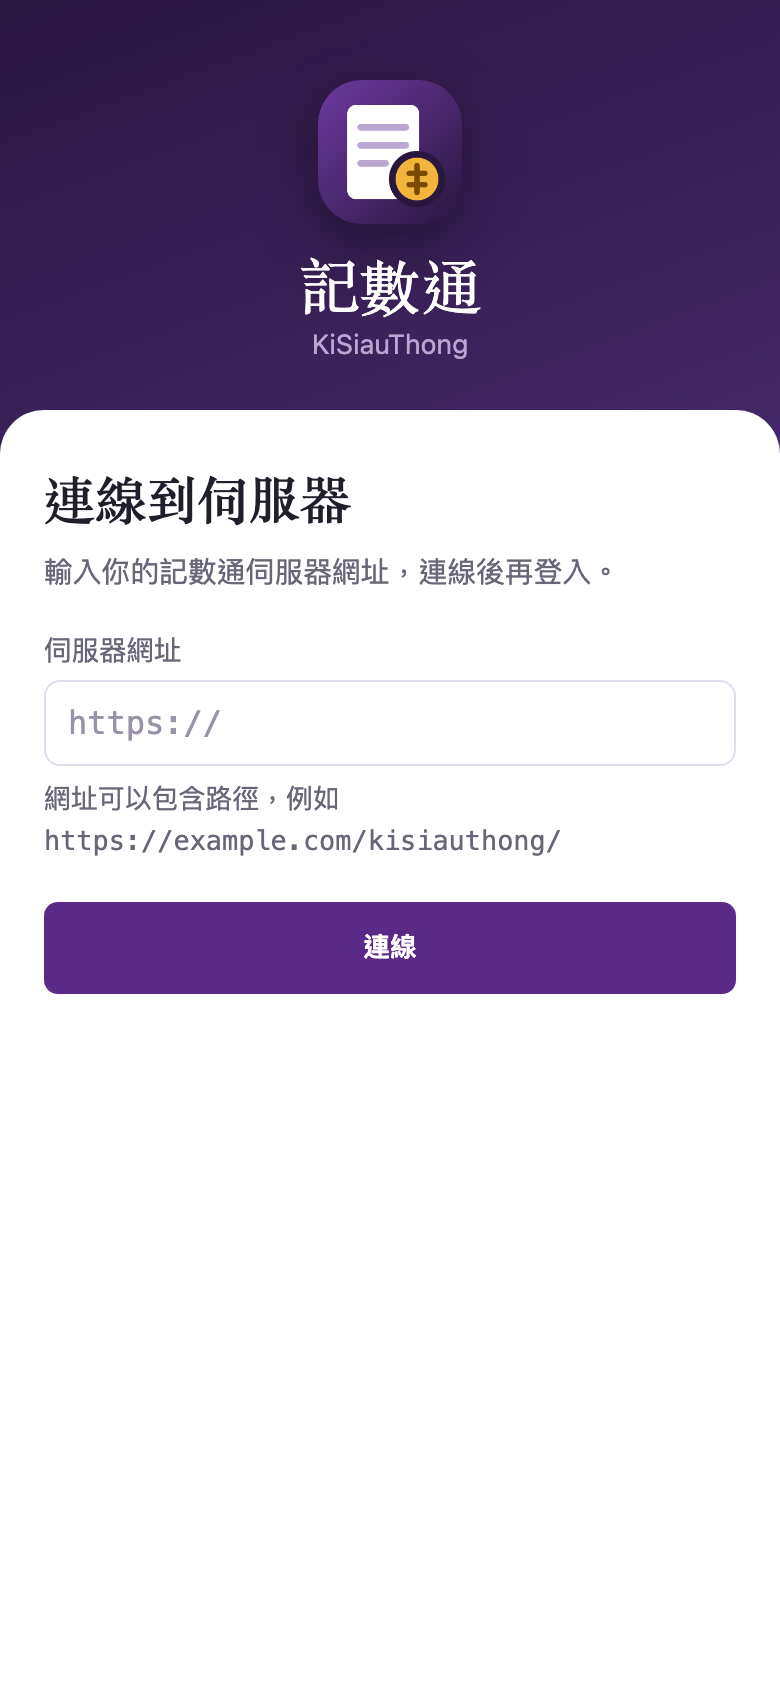 記數通
KiSiauThong
連線到伺服器
輸入你的記數通伺服器網址，連線後再登入。
伺服器網址
https://
網址可以包含路徑，例如
https://example.com/kisiauthong/
連線